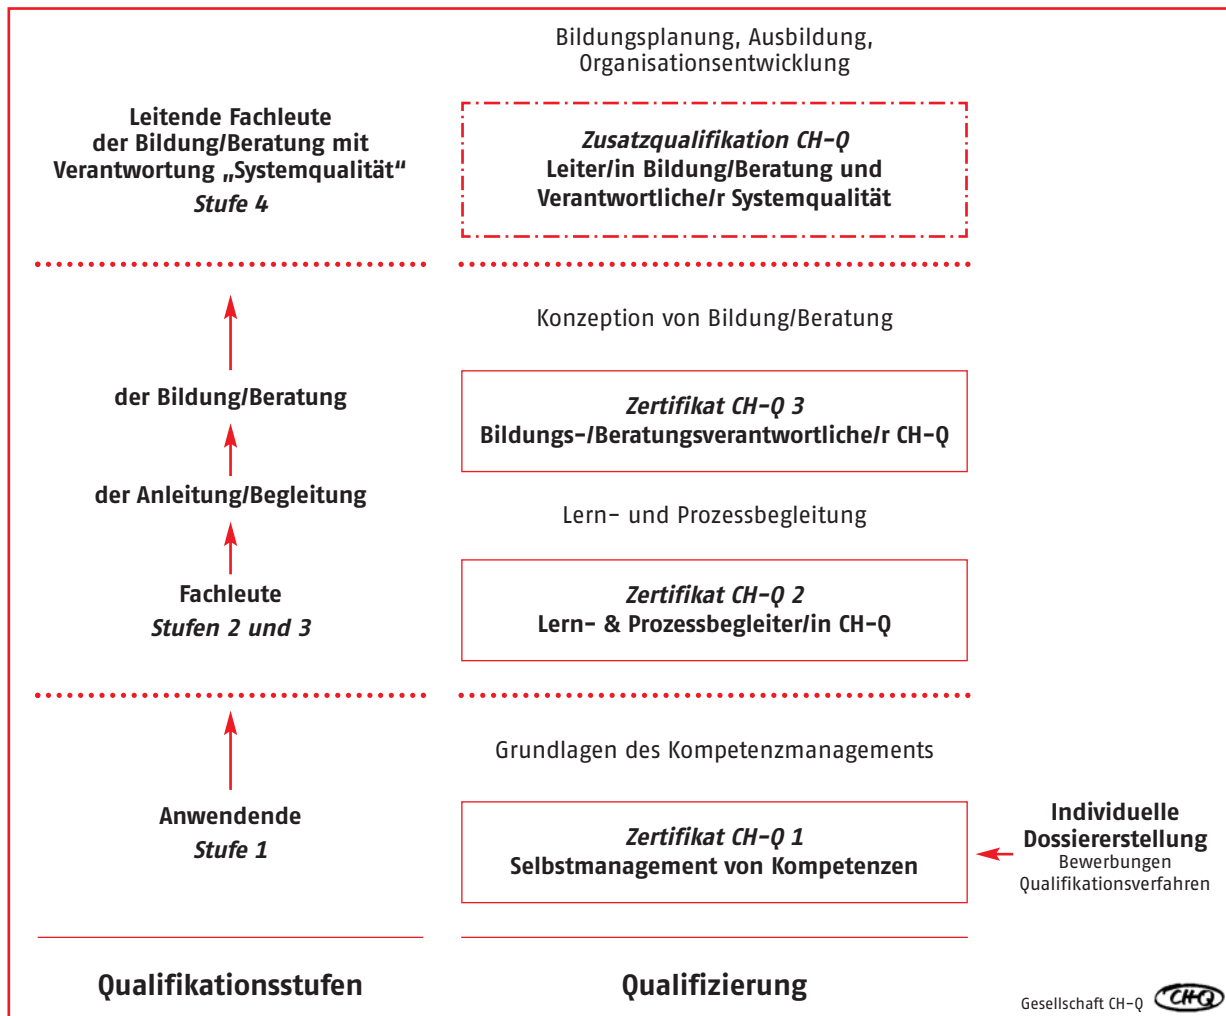 Bildungsplanung, Ausbildung,
Organisationsentwicklung
Leitende Fachleute
der Bildung/Beratung mit
Verantwortung „Systemqualität“
Stufe 4
Zusatzqualifikation CH-Q
Leiter/in Bildung/Beratung und
Verantwortliche/r Systemqualität
Konzeption von Bildung/Beratung
der Bildung/Beratung
Zertifikat CH-Q 3
Bildungs-/Beratungsverantwortliche/r CH-Q
der Anleitung/Begleitung
Lern- und Prozessbegleitung
Fachleute
Stufen 2 und 3
Zertifikat CH-Q 2
Lern- & Prozessbegleiter/in CH-Q
Grundlagen des Kompetenzmanagements
Anwendende
Stufe 1
Zertifikat CH-Q 1
Selbstmanagement von Kompetenzen
Individuelle
Dossiererstellung
Bewerbungen
Qualifikationsverfahren
Qualifikationsstufen
Qualifizierung
Gesellschaft CH-Q
CH-Q